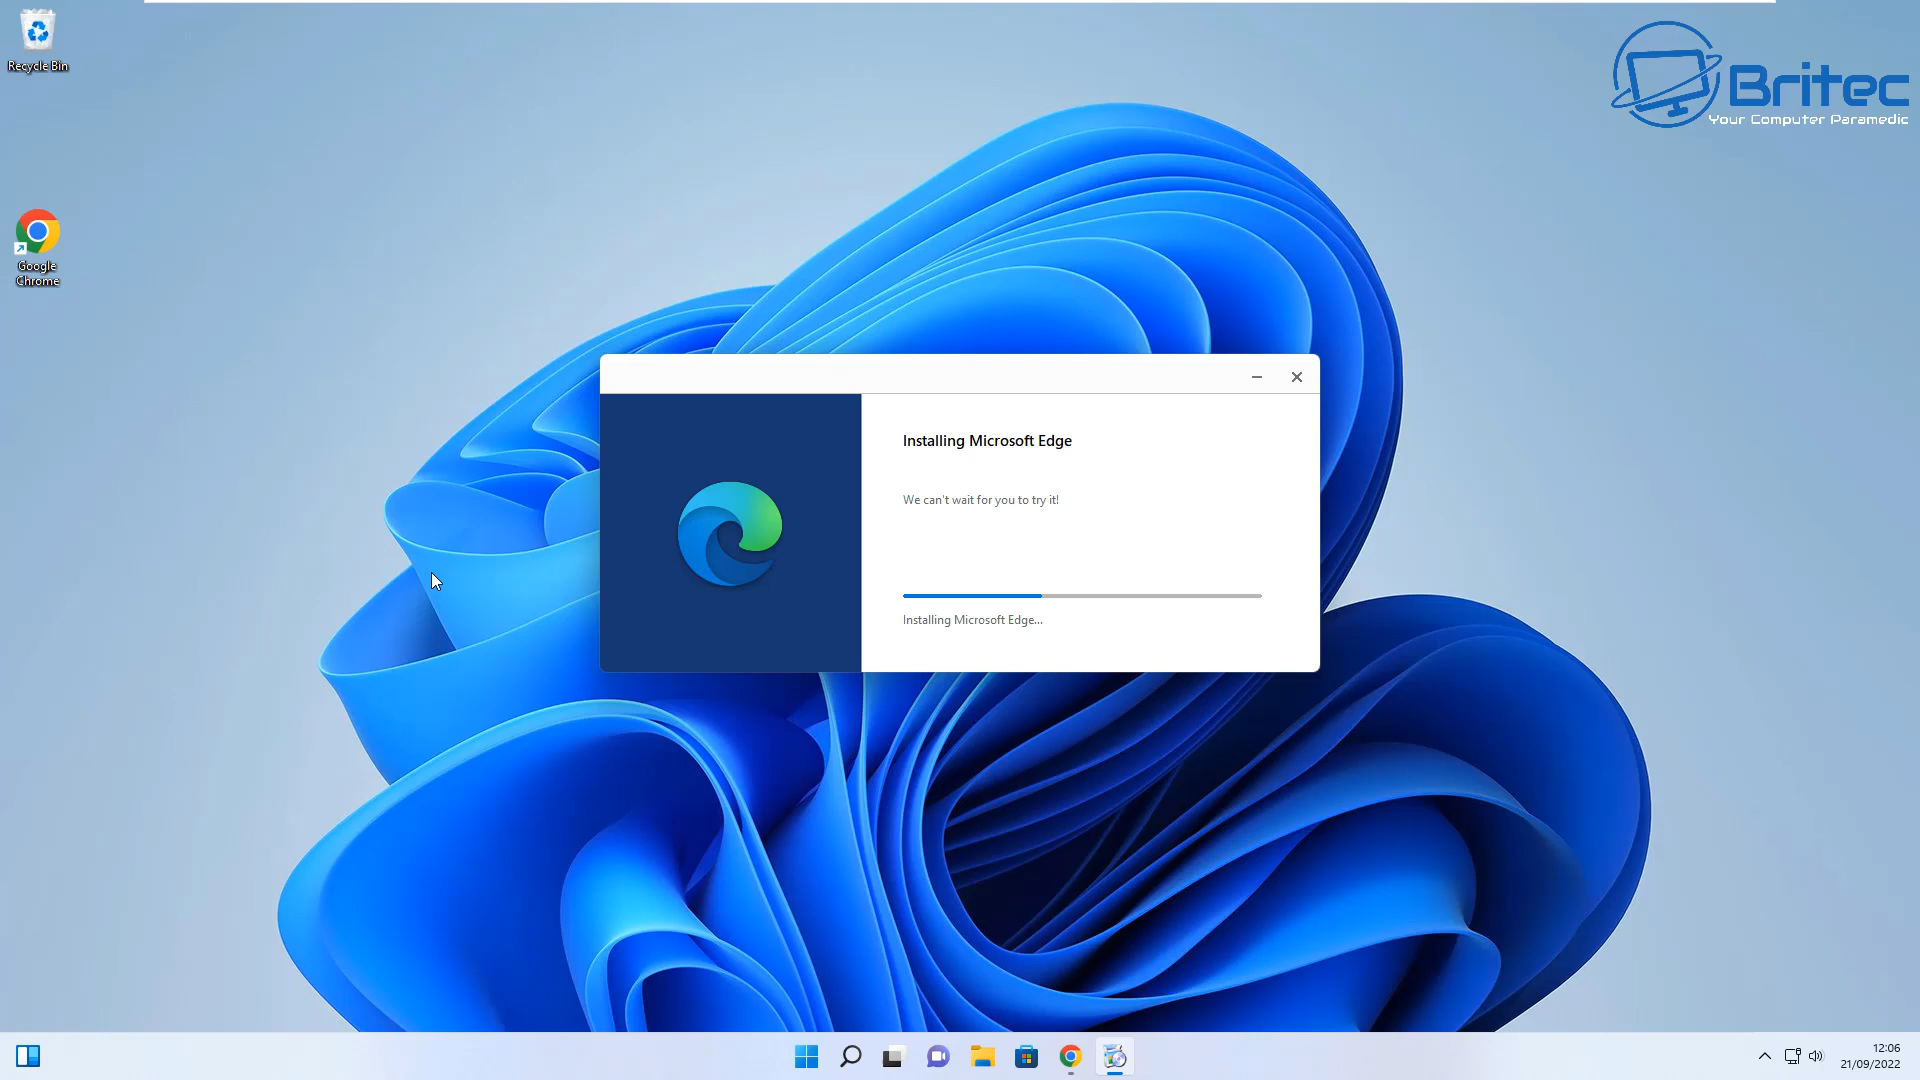 Recycle Bin
Britec
Your Computer Paramedic
Google
Chrome
Installing Microsoft Edge
We can't wait for you to try it!
Installing Microsoft Edge...
12:06
21/09/2022